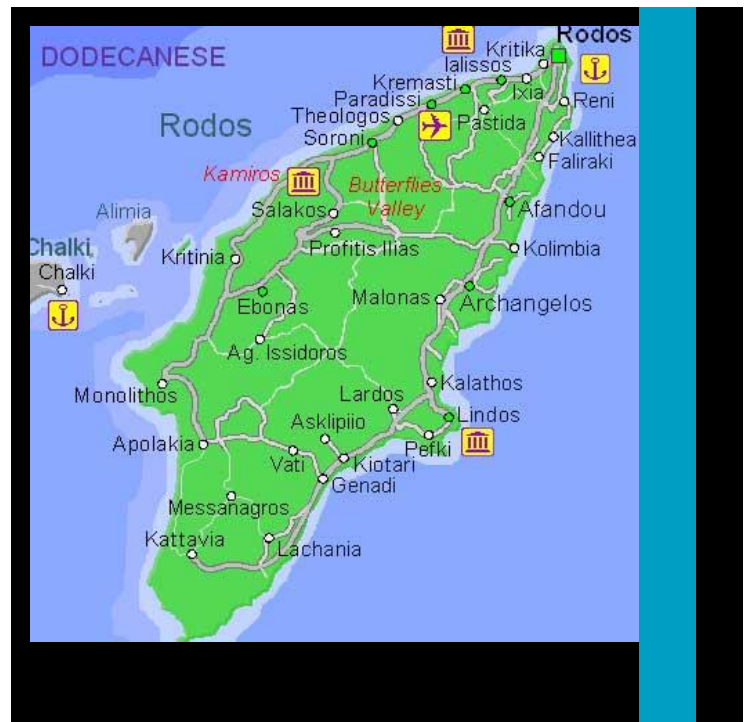 Rodos
DODECANESE
Kritika
Ialissos
Ixia
Kremasti
Reni
Paradissi
Theologos
Pastida
Rodos
Soroni
Kallithea
Faliraki
Kamiros
Butterflies
Valley
Salakos
Afandou
Alimia
Profitis Ilias
Kolimbia
Chalki
Kritinia
Chalki
Ebonas
Malonas
Archangelos
Ag. Issidoros
Monolithos
Kalathos
Lardos
Asklipiio
Lindos
Apolakia
Pefki
Vati
Kiotari
Genadi
Messanagros
Kattavia
Lachania